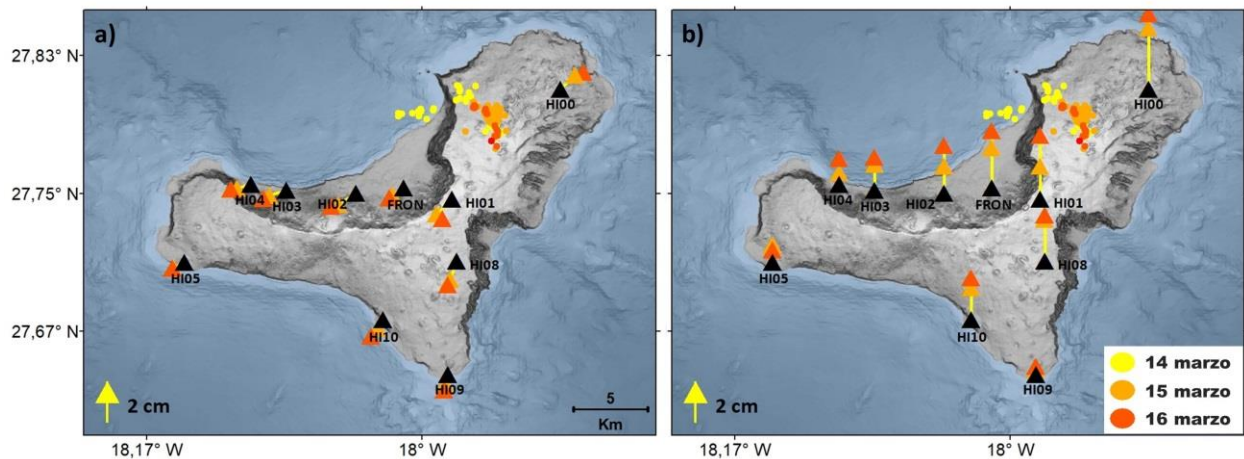 a)
27,83° N
27,75° N
27,67° N
HI00
HI04
HI03
HI02
FRON
HI01
HI05
HI08
HI10
HI09
2 cm
5
Km
18,17° W
18° W
b)
HI00
HI04
HI03
HI02
FRON
HI01
HI05
HI08
HI10
HI09
2 cm
14 marzo
15 marzo
16 marzo
18,17° W
18° W